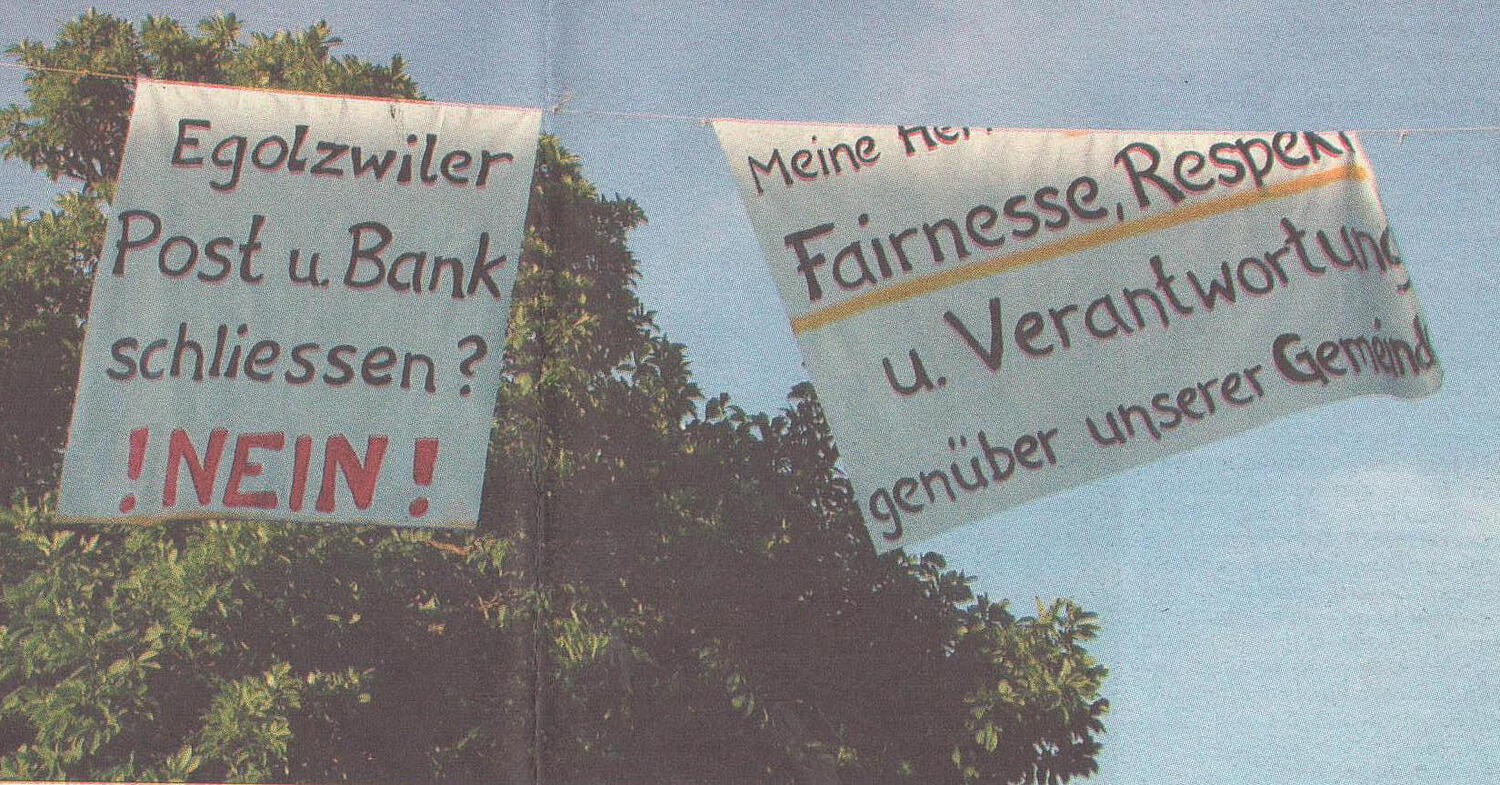 Egolzwiler
Post u. Bank
schliessen?
!NEIN!
Meine
Fairnesse, Respekt
u. Verantwortung
genüber unserer Gemeind